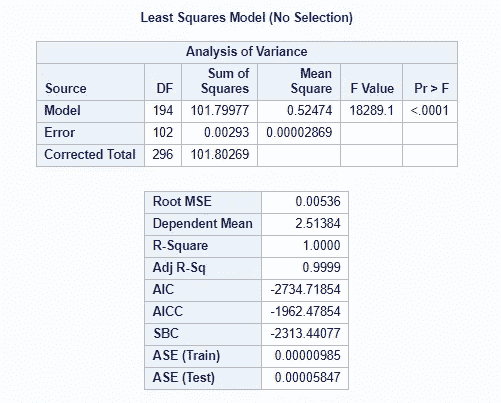 Least Squares Model (No Selection)
Analysis of Variance
Source DF Sum of Squares Mean Square F Value Pr > F
Model 194 101.79977 0.52474 18289.1 <.0001
Error 102 0.00293 0.00002869
Corrected Total 296 101.80269
Root MSE 0.00536
Dependent Mean 2.51384
R-Square 1.0000
Adj R-Sq 0.9999
AIC -2734.71854
AICC -1962.47854
SBC -2313.44077
ASE (Train) 0.00000985
ASE (Test) 0.00005847